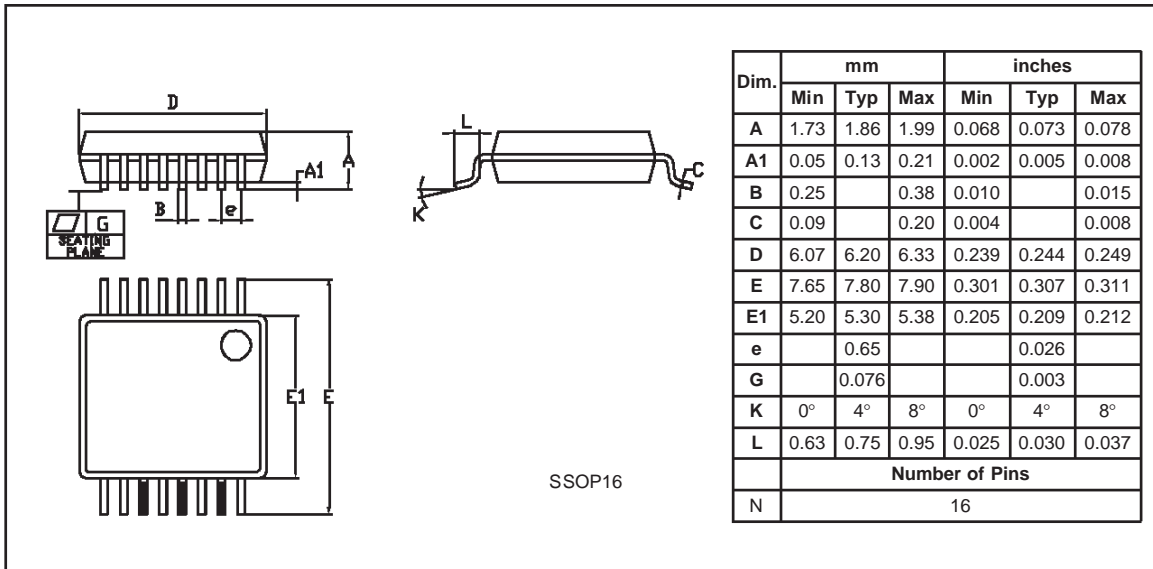 D
L
A
A1
B
e
G
SEATING
PLANE
K
C
E1
E
SSOP16
Dim. mm inches
Min Typ Max Min Typ Max
A 1.73 1.86 1.99 0.068 0.073 0.078
A1 0.05 0.13 0.21 0.002 0.005 0.008
B 0.25 0.38 0.010 0.015
C 0.09 0.20 0.004 0.008
D 6.07 6.20 6.33 0.239 0.244 0.249
E 7.65 7.80 7.90 0.301 0.307 0.311
E1 5.20 5.30 5.38 0.205 0.209 0.212
e 0.65 0.026
G 0.076 0.003
K 0° 4° 8° 0° 4° 8°
L 0.63 0.75 0.95 0.025 0.030 0.037
Number of Pins
N 16